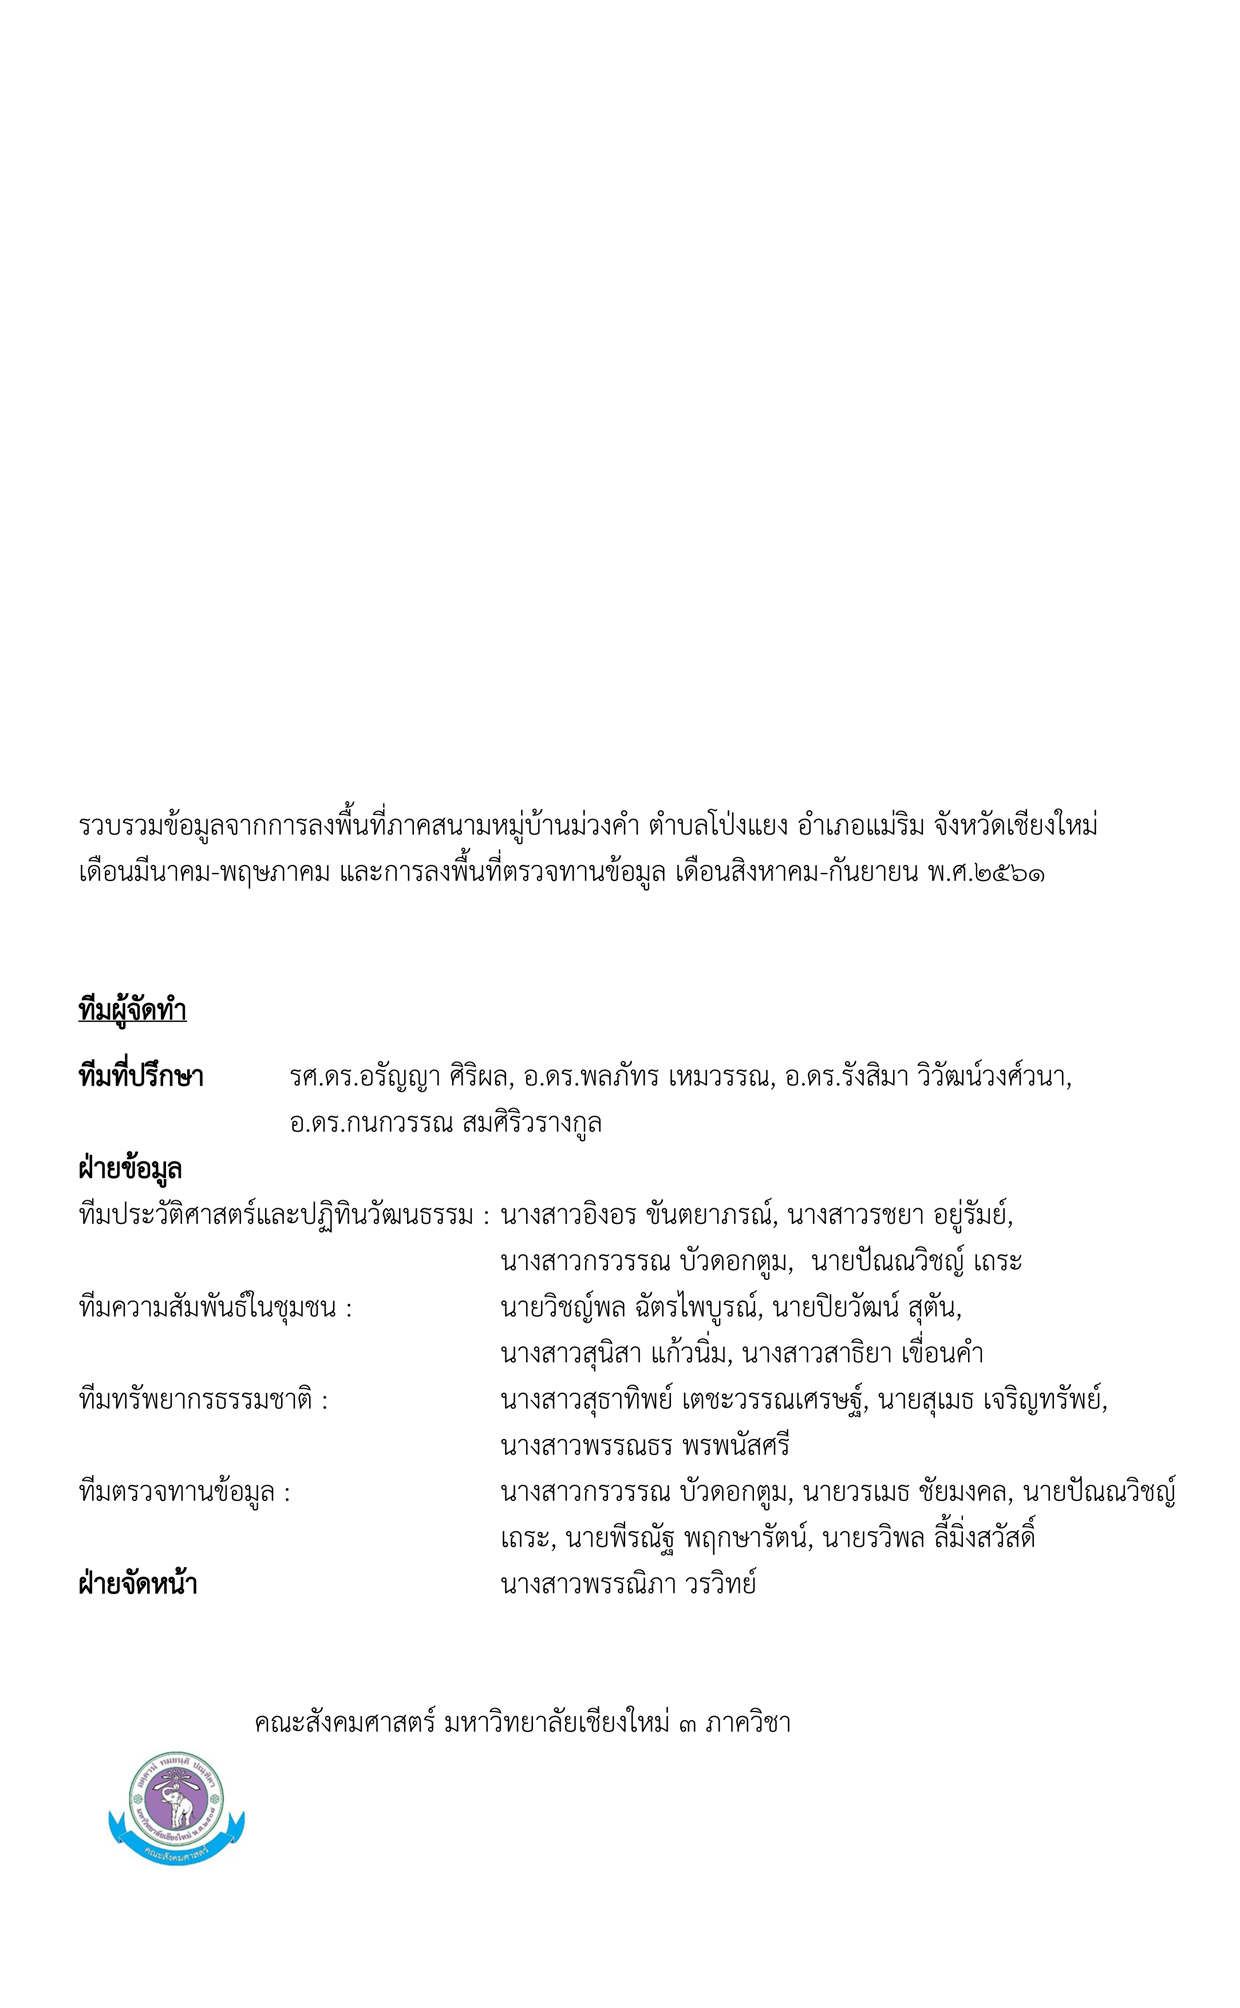 รวบรวมข้อมูลจากการลงพื้นที่ภาคสนามหมู่บ้านม่วงคำ ตำบลโป่งแยง อำเภอแม่ริม จังหวัดเชียงใหม่
เดือนมีนาคม-พฤษภาคม และการลงพื้นที่ตรวจทานข้อมูล เดือนสิงหาคม-กันยายน พ.ศ.๒๕๖๑
ทีมผู้จัดทำ
ทีมที่ปรึกษา รศ.ดร.อรัญญา ศิริผล, อ.ดร.พลภัทร เหมวรรณ, อ.ดร.รังสิมา วิวัฒน์วงศ์วนา,
อ.ดร.กนกวรรณ สมศิริวรางกูล
ฝ่ายข้อมูล
ทีมประวัติศาสตร์และปฏิทินวัฒนธรรม : นางสาวอิงอร ขันตยาภรณ์, นางสาวรชยา อยู่รัมย์,
นางสาวกรวรรณ บัวดอกตูม, นายปัณณวิชญ์ เถระ
ทีมความสัมพันธ์ในชุมชน : นายวิชญ์พล ฉัตรไพบูรณ์, นายปิยวัฒน์ สุตัน,
นางสาวสุนิสา แก้วนิ่ม, นางสาวสาธิยา เขื่อนคำ
ทีมทรัพยากรธรรมชาติ : นางสาวสุธาทิพย์ เตชะวรรณเศรษฐ์, นายสุเมธ เจริญทรัพย์,
นางสาวพรรณธร พรพนัสศรี
ทีมตรวจทานข้อมูล : นางสาวกรวรรณ บัวดอกตูม, นายวรเมธ ชัยมงคล, นายปัณณวิชญ์
เถระ, นายพีรณัฐ พฤกษารัตน์, นายรวิพล ลี้มิ่งสวัสดิ์
ฝ่ายจัดหน้า นางสาวพรรณิภา วรวิทย์
คณะสังคมศาสตร์ มหาวิทยาลัยเชียงใหม่ ๓ ภาควิชา
อตฺตานํ ทมยนฺติ ปณฺฑิตา
มหาวิทยาลัยเชียงใหม่ พ.ศ.๒๕๐๗
คณะสังคมศาสตร์